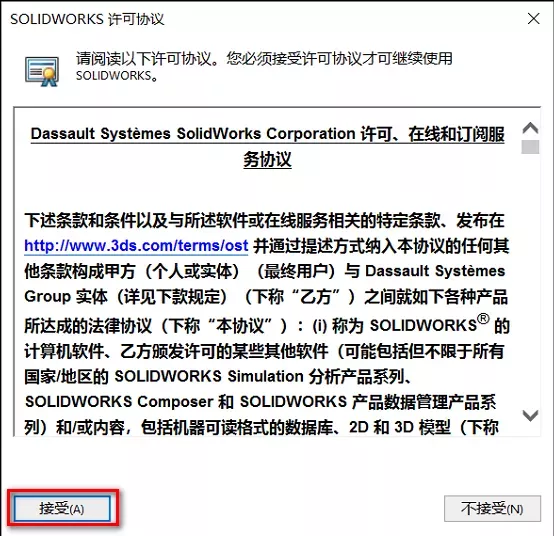 SOLIDWORKS 许可协议
请阅读以下许可协议。您必须接受许可协议才可继续使用
SOLIDWORKS。
Dassault Systèmes SolidWorks Corporation 许可、在线和订阅服
务协议
下述条款和条件以及与所述软件或在线服务相关的特定条款、发布在
http://www.3ds.com/terms/ost 并通过提述方式纳入本协议的任何其
他条款构成甲方（个人或实体）（最终用户）与 Dassault Systèmes
Group 实体（详见下款规定）（下称“乙方”）之间就如下各种产品
所达成的法律协议（下称“本协议”）：(i) 称为 SOLIDWORKS® 的
计算机软件、乙方颁发许可的某些其他软件（可能包括但不限于所有
国家/地区的 SOLIDWORKS Simulation 分析产品系列、
SOLIDWORKS Composer 和 SOLIDWORKS 产品数据管理产品系
列）和/或内容，包括机器可读格式的数据库、2D 和 3D 模型（下称
接受(A)
不接受(N)